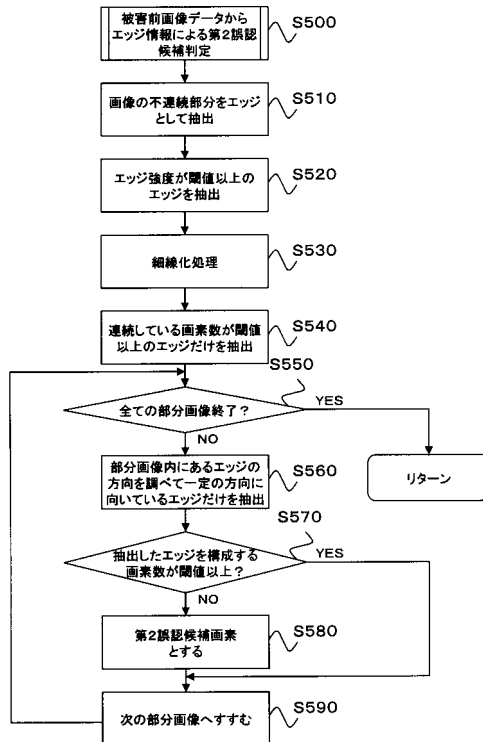 被害前画像データから
エッジ情報による第2誤認
候補判定
S500
画像の不連続部分をエッジ
として抽出
S510
エッジ強度が閾値以上の
エッジを抽出
S520
細線化処理
S530
連続している画素数が閾値
以上のエッジだけを抽出
S540
S550
全ての部分画像終了？
YES
NO
リターン
部分画像内にあるエッジの
方向を調べて一定の方向に
向いているエッジだけを抽出
S560
S570
抽出したエッジを構成する
画素数が閾値以上？
YES
NO
第2誤認候補画素
とする
S580
次の部分画像へすすむ
S590